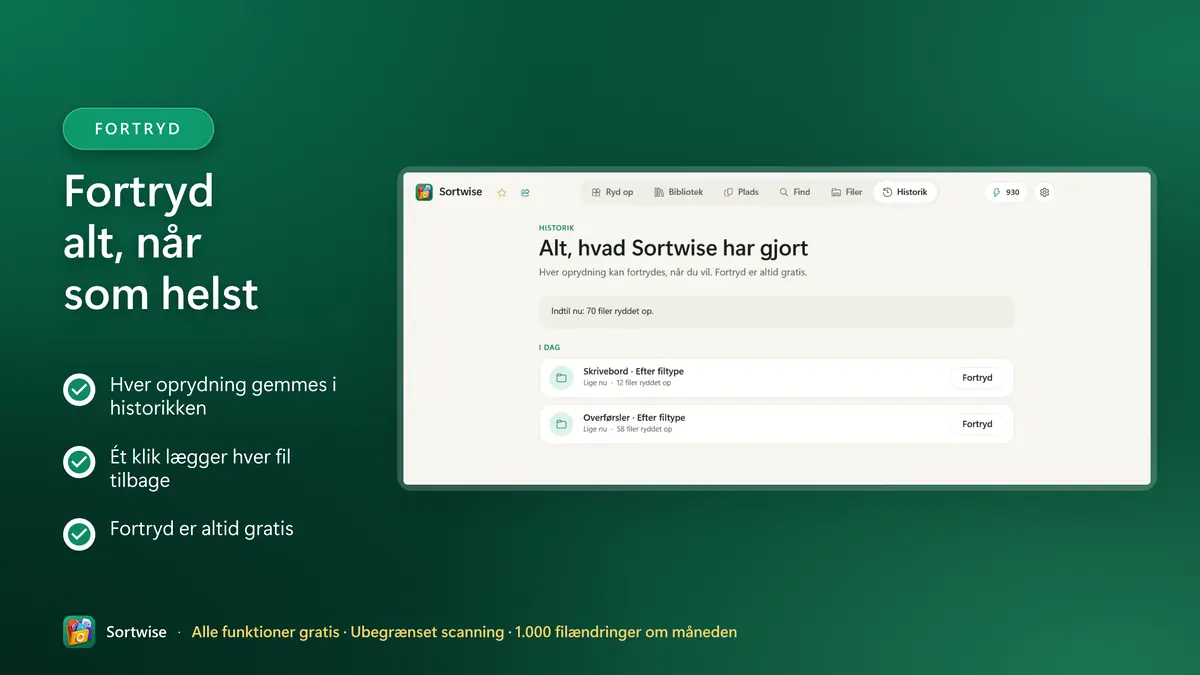 FORTRYD
Fortryd
alt, når
som helst
Hver oprydning gemmes i
historikken
Ét klik lægger hver fil
tilbage
Fortryd er altid gratis
Sortwise
Ryd op
Bibliotek
Plads
Find
Filer
Historik
930
HISTORIK
Alt, hvad Sortwise har gjort
Hver oprydning kan fortrydes, når du vil. Fortryd er altid gratis.
Indtil nu: 70 filer ryddet op.
I DAG
Skrivebord · Efter filtype
Lige nu · 12 filer ryddet op
Fortryd
Overførsler · Efter filtype
Lige nu · 58 filer ryddet op
Fortryd
Sortwise · Alle funktioner gratis · Ubegrænset scanning · 1.000 filændringer om måneden